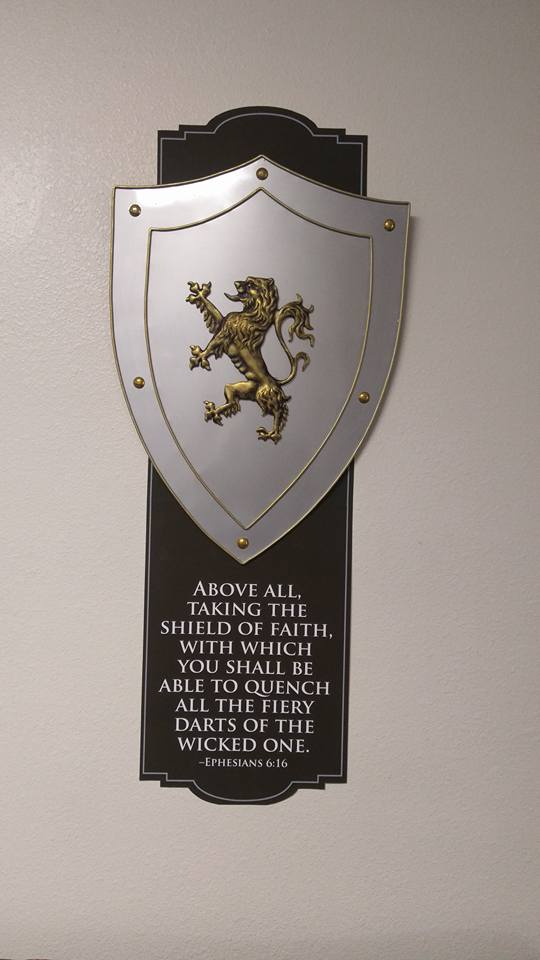 Above all,
taking the
shield of faith,
with which
you shall be
able to quench
all the fiery
darts of the
wicked one.
–Ephesians 6:16